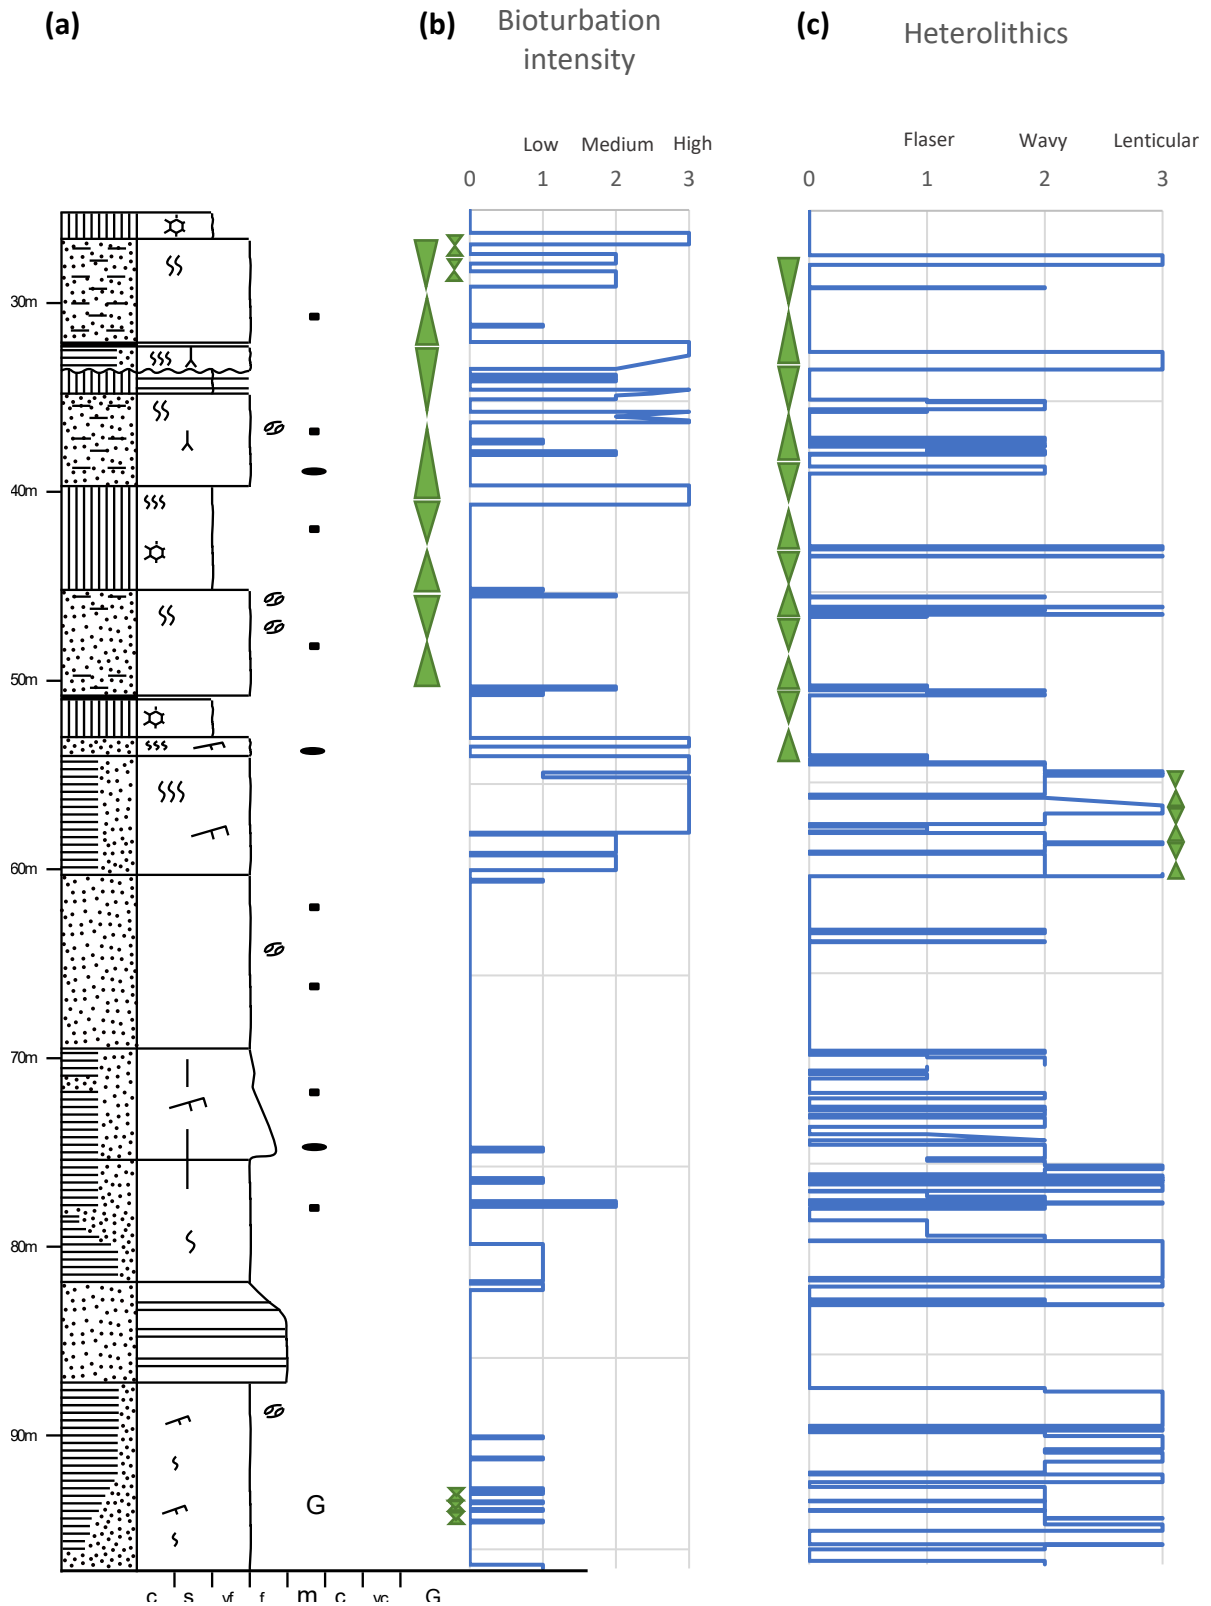 (a) (b) Bioturbation intensity (c) Heterolithics
Low Medium High Flaser Wavy Lenticular
0 1 2 3 0 1 2 3
30m
40m
50m
60m
70m
80m
90m
G
c s vf f m c vc G